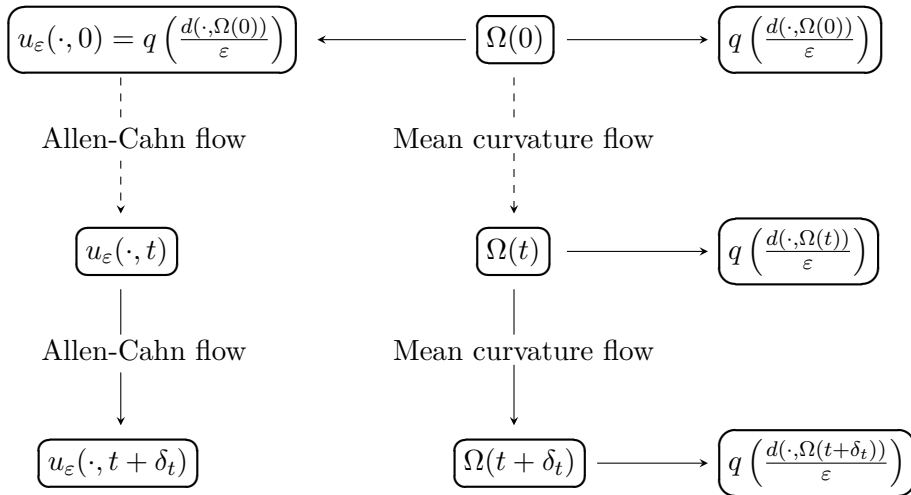 u_ε(·, 0) = q(d(·,Ω(0))/ε) Ω(0) q(d(·,Ω(0))/ε)
Allen-Cahn flow Mean curvature flow
u_ε(·, t) Ω(t) q(d(·,Ω(t))/ε)
Allen-Cahn flow Mean curvature flow
u_ε(·, t + δ_t) Ω(t + δ_t) q(d(·,Ω(t+δ_t))/ε)